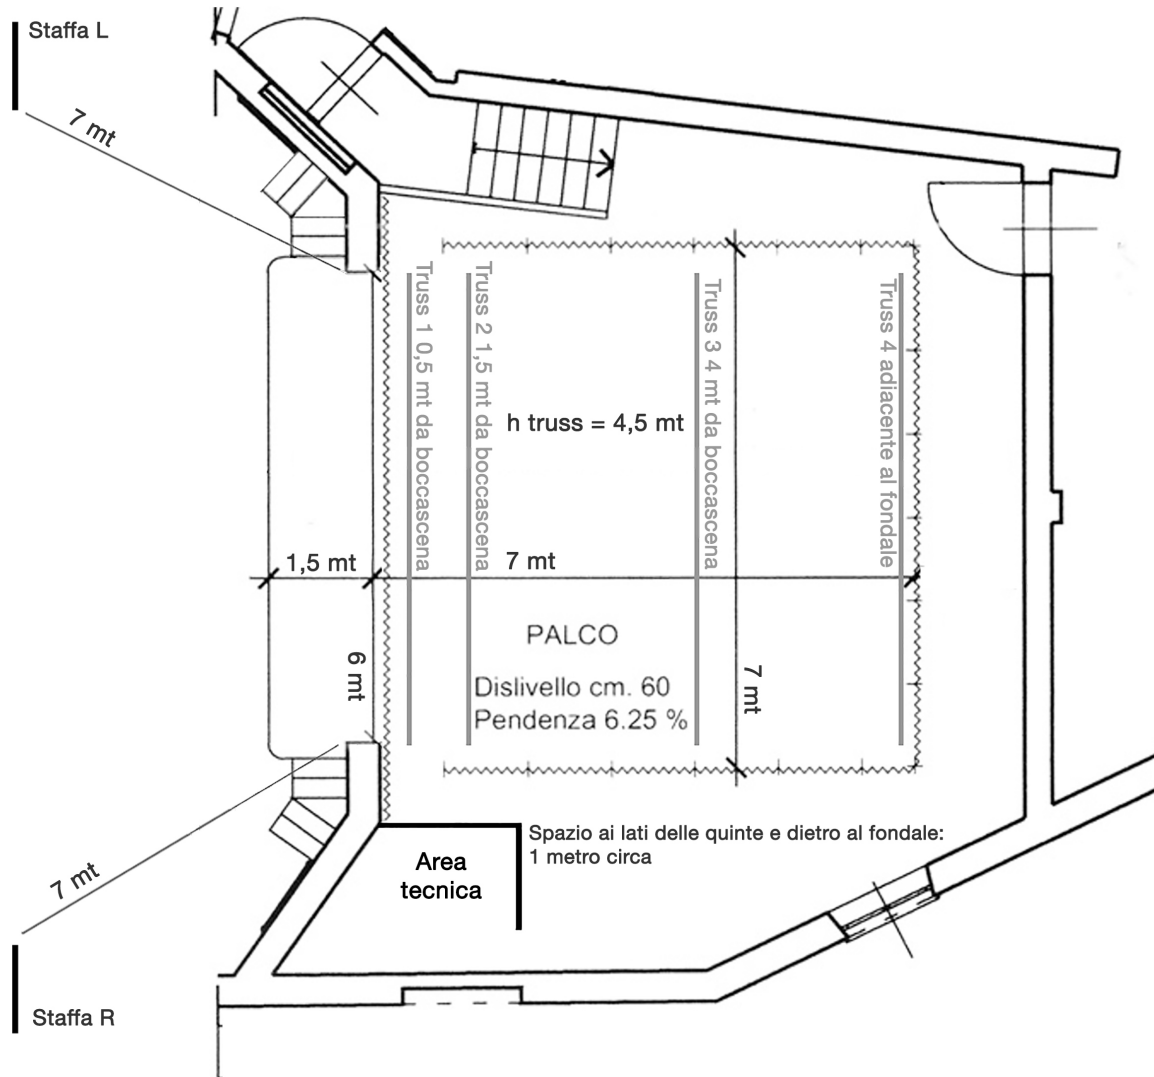 Staffa L
7 mt
Truss 1 0,5 mt da boccascena
Truss 2 1,5 mt da boccascena
Truss 3 4 mt da boccascena
Truss 4 adiacente al fondale
h truss = 4,5 mt
1,5 mt
7 mt
PALCO
6 mt
7 mt
Dislivello cm. 60
Pendenza 6.25 %
Spazio ai lati delle quinte e dietro al fondale:
1 metro circa
Area
tecnica
7 mt
Staffa R